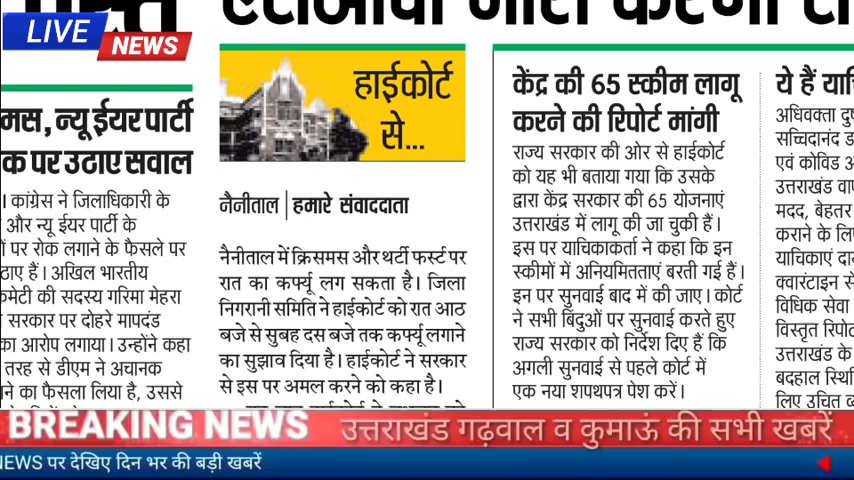 LIVE
NEWS
मस, न्यू ईयर पार्टी
क पर उठाए सवाल
। कांग्रेस ने जिलाधिकारी के
और न्यू ईयर पार्टी के
ों पर रोक लगाने के फैसले पर
ठाए हैं। अखिल भारतीय
कमेटी की सदस्य गरिमा मेहरा
सरकार पर दोहरे मापदंड
का आरोप लगाया। उन्होंने कहा
तरह से डीएम ने अचानक
ाने का फैसला लिया है, उससे
हाईकोर्ट
से...
नैनीताल | हमारे संवाददाता
नैनीताल में क्रिसमस और थर्टी फर्स्ट पर
रात का कर्फ्यू लग सकता है। जिला
निगरानी समिति ने हाईकोर्ट को रात आठ
बजे से सुबह दस बजे तक कर्फ्यू लगाने
का सुझाव दिया है। हाईकोर्ट ने सरकार
से इस पर अमल करने को कहा है।
केंद्र की 65 स्कीम लागू
करने की रिपोर्ट मांगी
राज्य सरकार की ओर से हाईकोर्ट
को यह भी बताया गया कि उसके
द्वारा केंद्र सरकार की 65 योजनाएं
उत्तराखंड में लागू की जा चुकी हैं।
इस पर याचिकाकर्ता ने कहा कि इन
स्कीमों में अनियमितताएं बरती गई हैं।
इन पर सुनवाई बाद में की जाए। कोर्ट
ने सभी बिंदुओं पर सुनवाई करते हुए
राज्य सरकार को निर्देश दिए हैं कि
अगली सुनवाई से पहले कोर्ट में
एक नया शपथपत्र पेश करें।
ये हैं याचि
अधिवक्ता दुष
सच्चिदानंद ड
एवं कोविड अ
उत्तराखंड वाप
मदद, बेहतर
कराने के लिए
याचिकाएं दा
क्वारंटाइन से
विधिक सेवा
विस्तृत रिपोर्ट
उत्तराखंड के
बदहाल स्थि
लिए उचित व्य
BREAKING NEWS
उत्तराखंड गढ़वाल व कुमाऊं की सभी खबरें
NEWS पर देखिए दिन भर की बड़ी खबरें